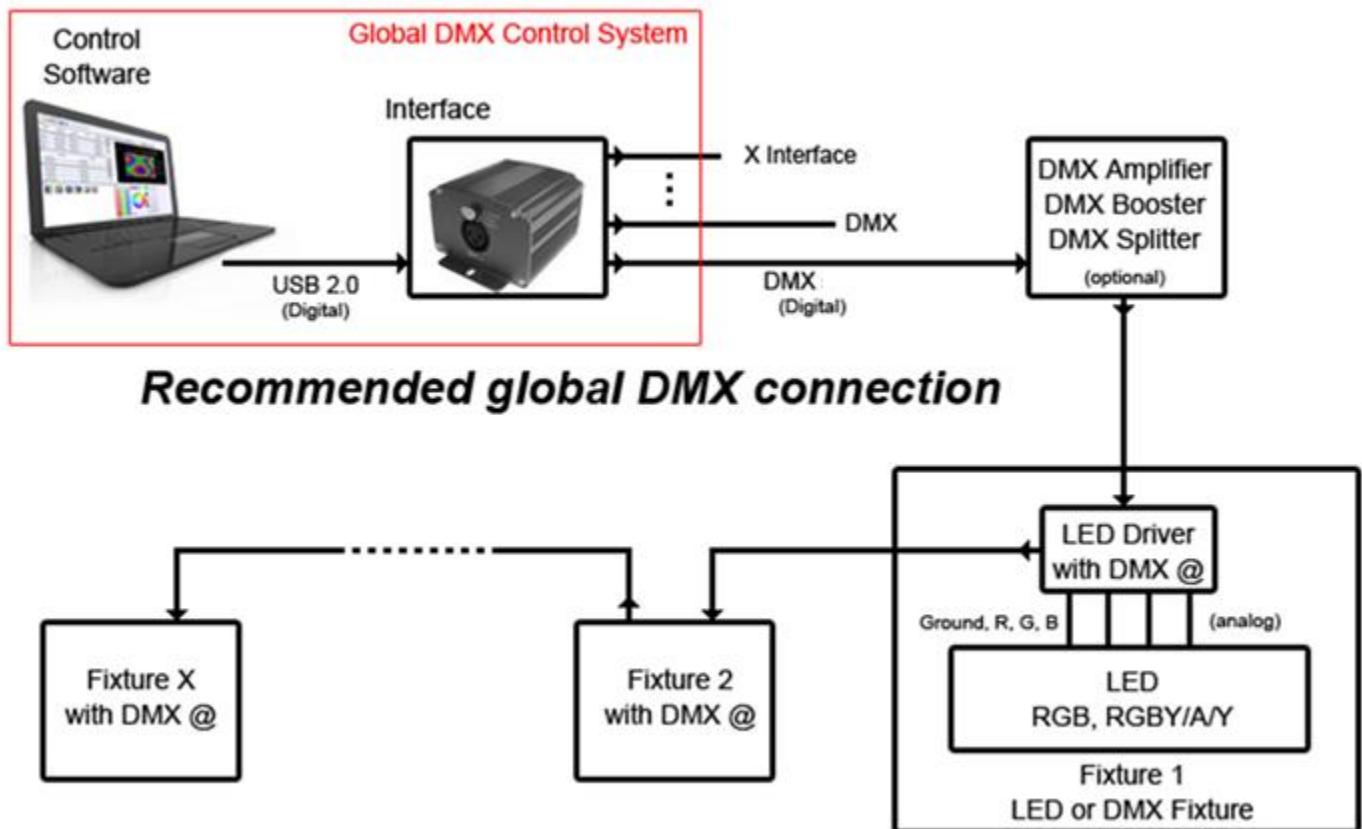 Control
Software
Global DMX Control System
Interface
X Interface
DMX
USB 2.0
(Digital)
DMX
(Digital)
DMX Amplifier
DMX Booster
DMX Splitter
(optional)
Recommended global DMX connection
LED Driver
with DMX @
Ground, R, G, B
(analog)
LED
RGB, RGBY/A/Y
Fixture 1
LED or DMX Fixture
Fixture 2
with DMX @
Fixture X
with DMX @